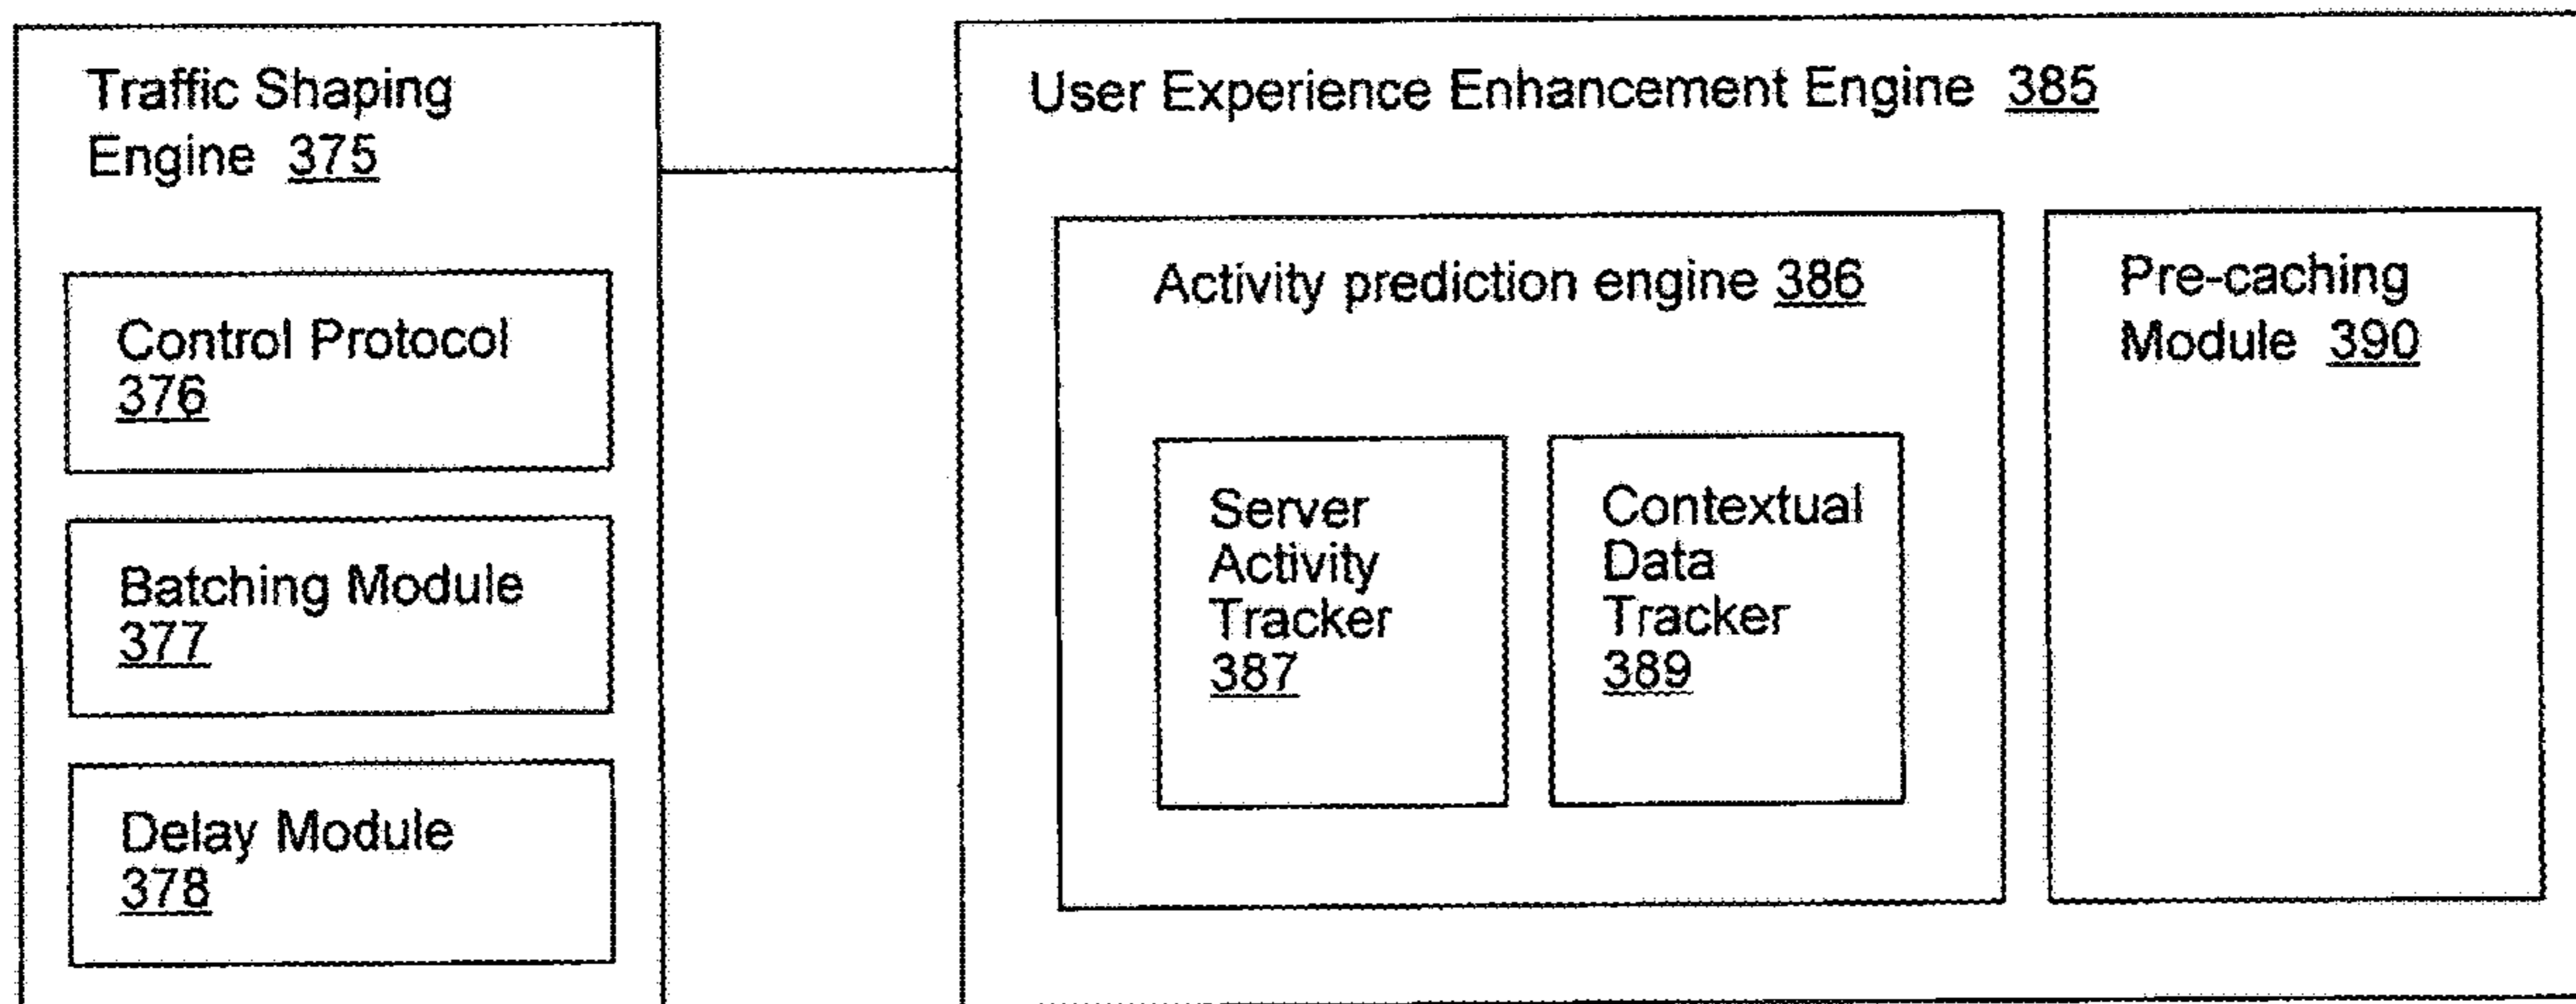 Traffic Shaping
Engine 375
Control Protocol
376
Batching Module
377
Delay Module
378
User Experience Enhancement Engine 385
Activity prediction engine 386
Server
Activity
Tracker
387
Contextual
Data
Tracker
389
Pre-caching
Module 390